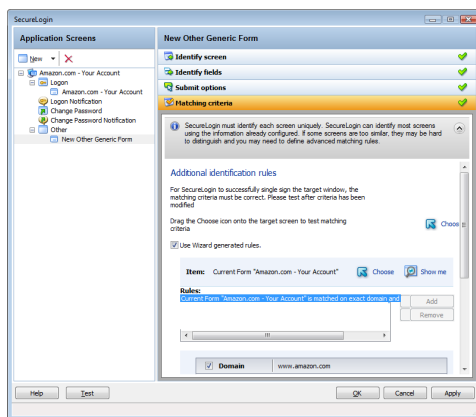 SecureLogin
Application Screens
New Other Generic Form
New
Amazon.com - Your Account
Logon
Amazon.com - Your Account
Logon Notification
Change Password
Change Password Notification
Other
New Other Generic Form
Identify screen
Identify fields
Submit options
Matching criteria
SecureLogin must identify each screen uniquely. SecureLogin can identify most screens
using the information already configured. If some screens are too similar, they may be hard
to distinguish and you may need to define advanced matching rules.
Additional identification rules
For SecureLogin to successfully single sign the target window, the
matching criteria must be correct. Please test after criteria has been
modified
Drag the Choose icon onto the target screen to test matching
criteria
Choos
Use Wizard generated rules.
Item: Current Form "Amazon.com - Your Account" Choose Show me
Rules:
Current Form "Amazon.com - Your Account" is matched on exact domain and
Add
Remove
Domain www.amazon.com
Help Test OK Cancel Apply